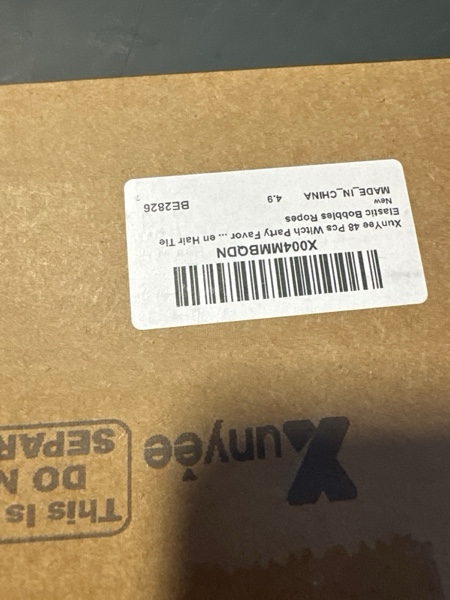 This Is
DO N
SEPAR
Xunyee
X004MMBQDN
XunYee 48 Pcs Witch Party Favor ... en Hair Tie
Elastic Bobbles Ropes
New
MADE_IN_CHINA 4.9 BE2826